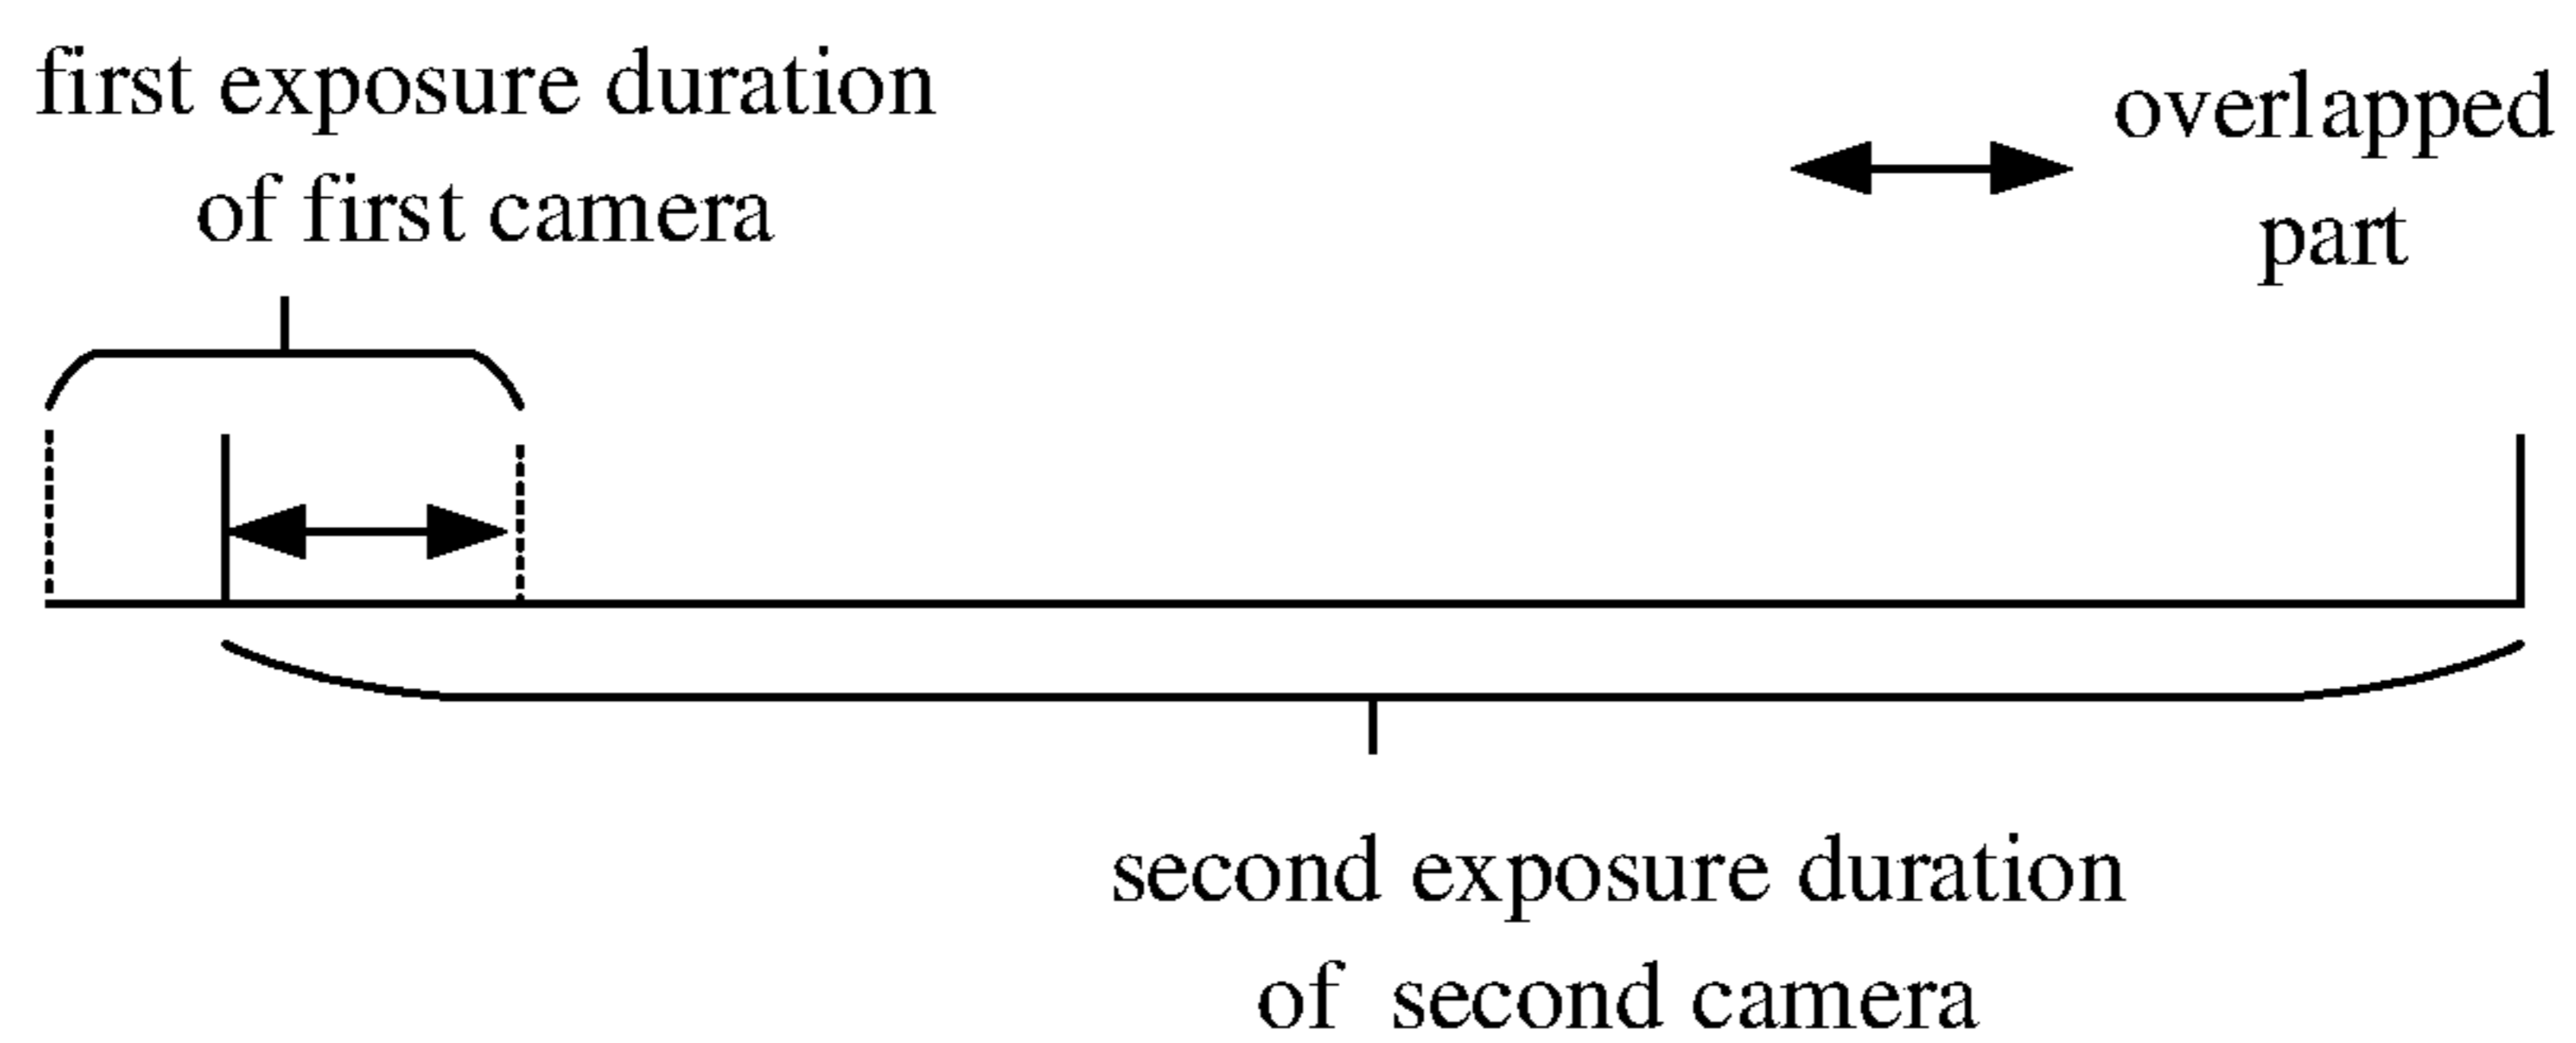 first exposure duration
of first camera
overlapped
part
second exposure duration
of second camera